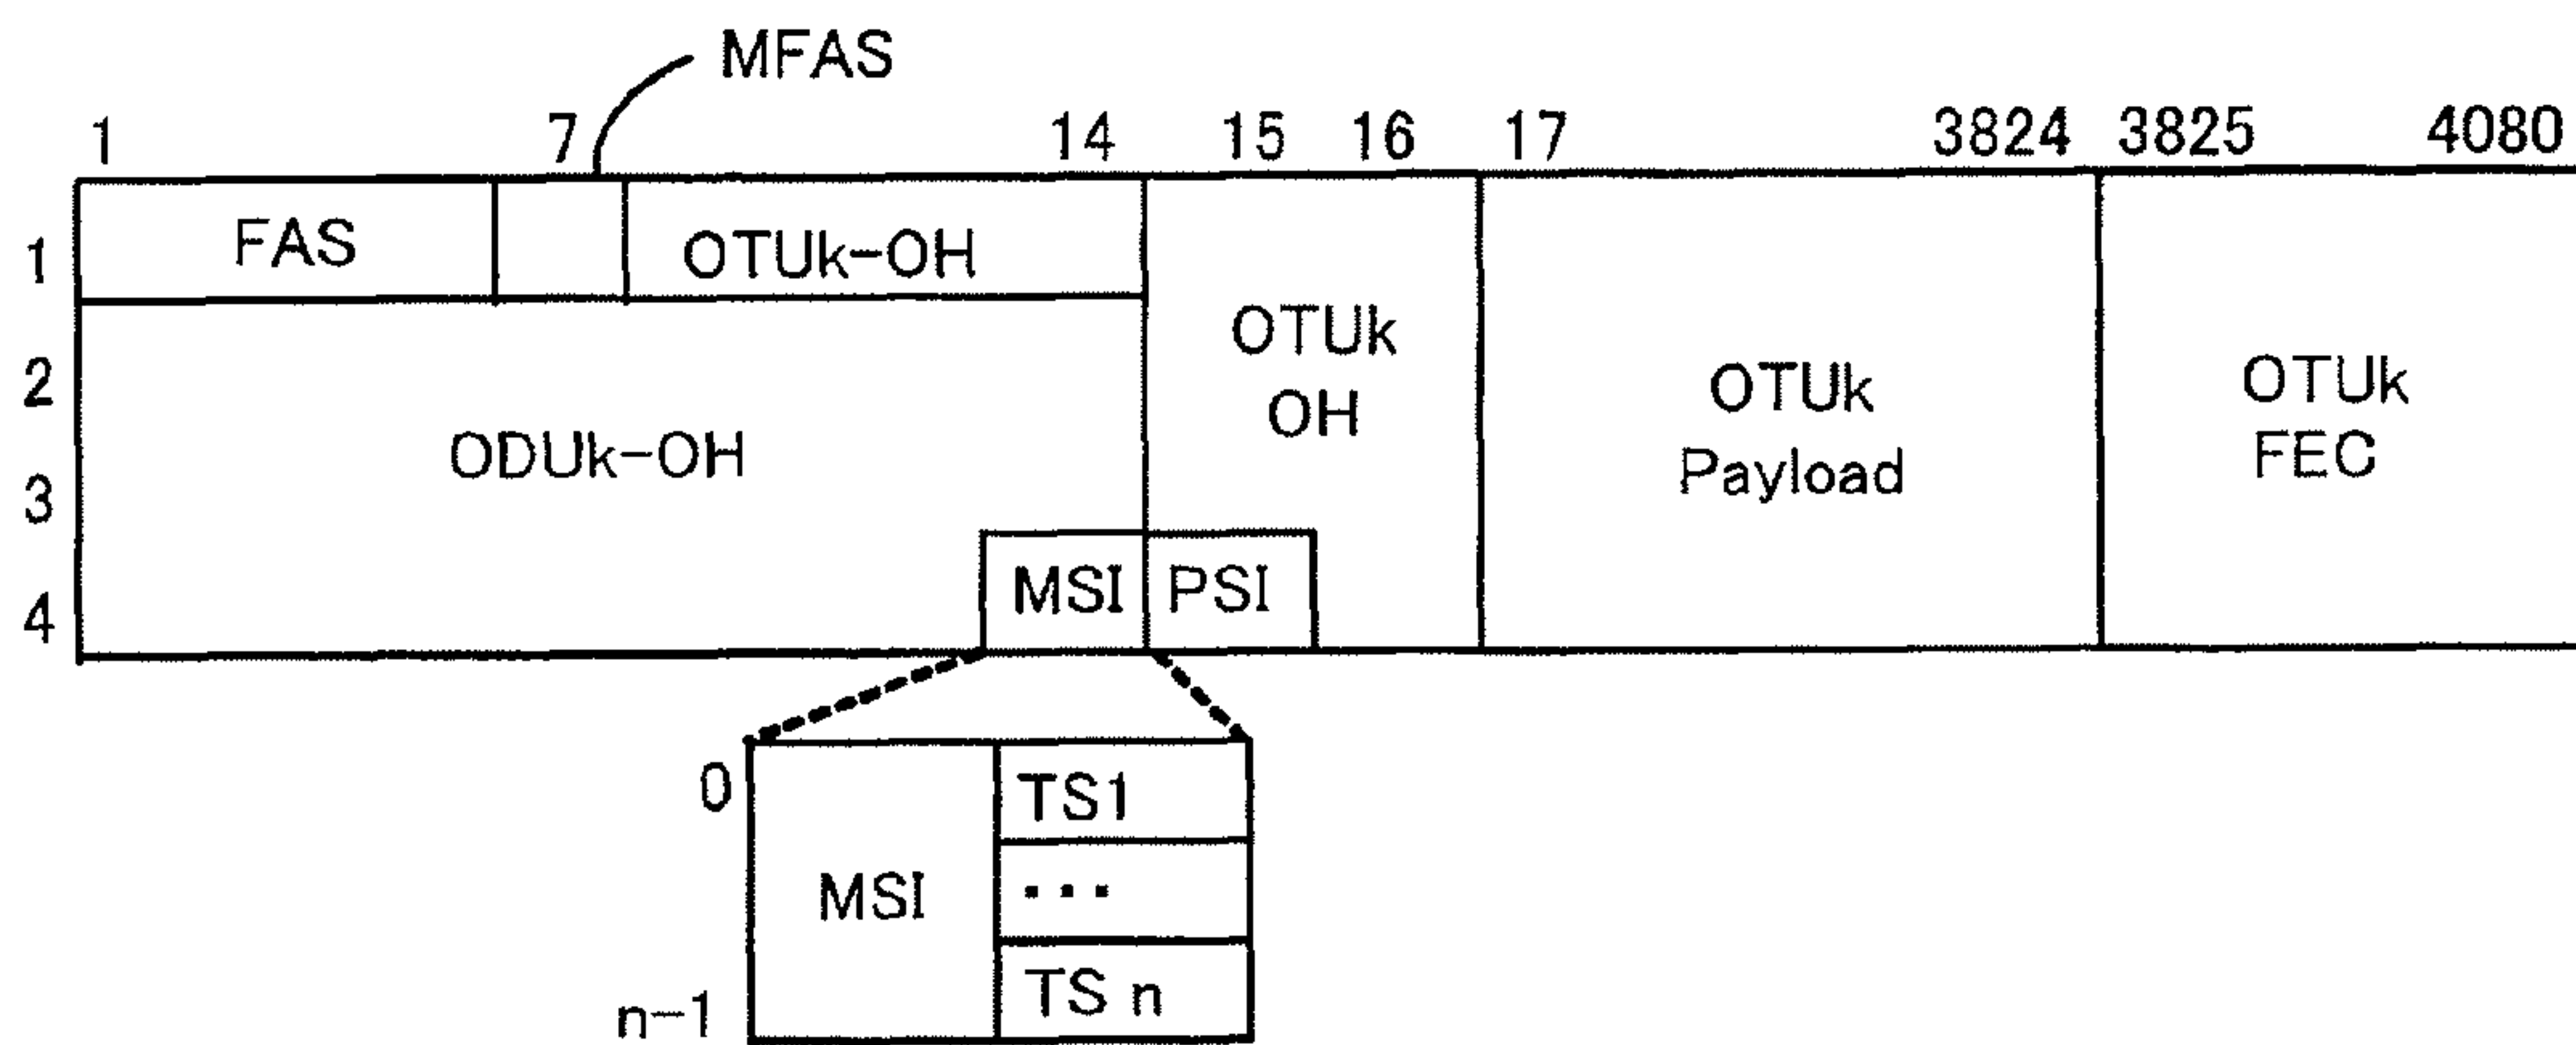 MFAS
1 7 14 15 16 17 3824 3825 4080
1 FAS OTUk-OH
2
3
4
ODUk-OH
OTUk
OH
OTUk
Payload
OTUk
FEC
MSI PSI
0
n-1
MSI
TS1
...
TS n